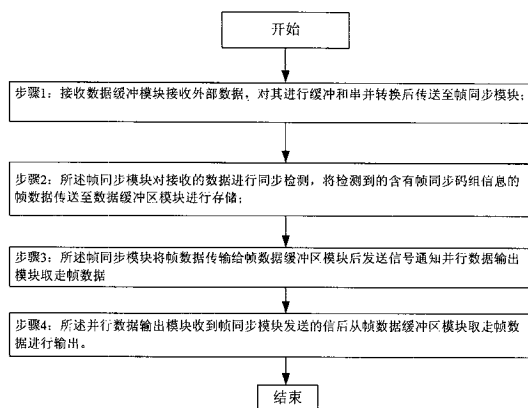 开始
步骤1：接收数据缓冲模块接收外部数据，对其进行缓冲和串并转换后传送至帧同步模块；
步骤2：所述帧同步模块对接收的数据进行同步检测，将检测到的含有帧同步码组信息的
帧数据传送至数据缓冲区模块进行存储；
步骤3：所述帧同步模块将帧数据传输给帧数据缓冲区模块后发送信号通知并行数据输出
模块取走帧数据
步骤4：所述并行数据输出模块收到帧同步模块发送的信后从帧数据缓冲区模块取走帧数
据进行输出。
结束